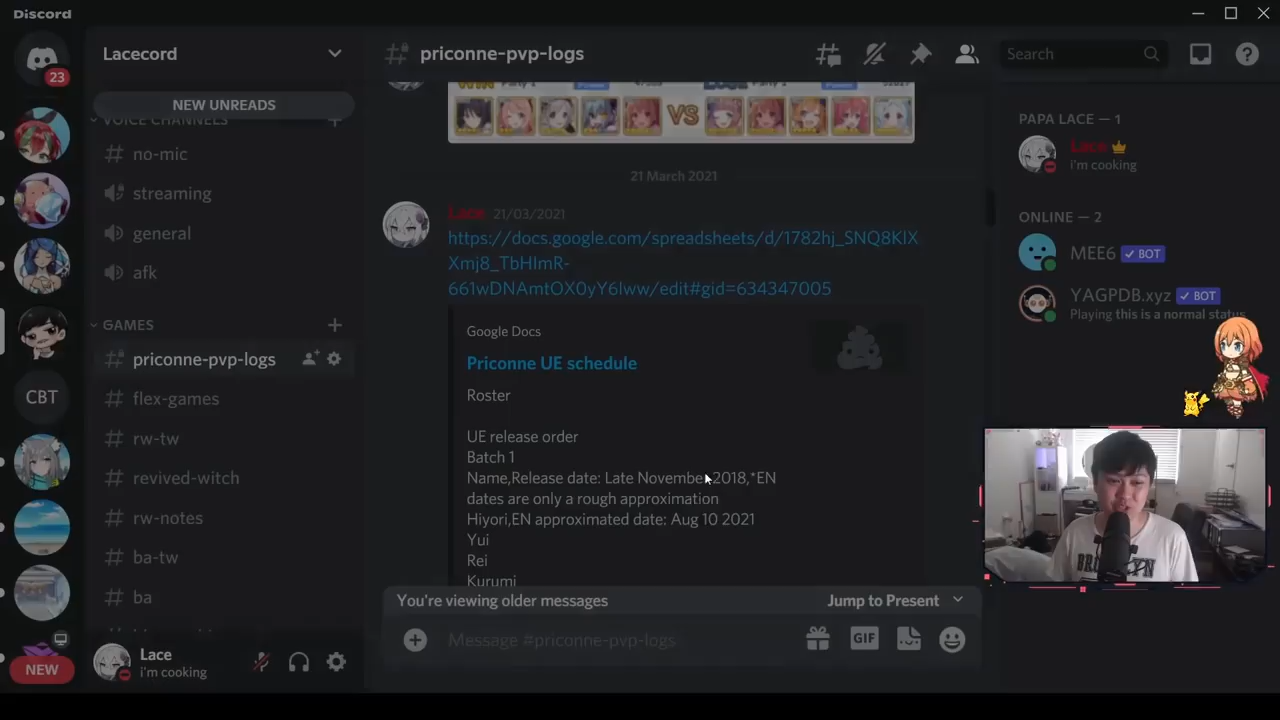 Discord
23
Lacecord
NEW UNREADS
VOICE CHANNELS
no-mic
streaming
general
afk
GAMES
priconne-pvp-logs
flex-games
rw-tw
revived-witch
rw-notes
ba-tw
ba
CBT
NEW
Lace
i'm cooking
priconne-pvp-logs
Search
VS
21 March 2021
Lace 21/03/2021
https://docs.google.com/spreadsheets/d/1782hj_SNQ8KlX
Xmj8_TbHImR-
661wDNAmtOX0yY6Iww/edit#gid=634347005
Google Docs
Priconne UE schedule
Roster
UE release order
Batch 1
Name,Release date: Late November 2018,*EN
dates are only a rough approximation
Hiyori,EN approximated date: Aug 10 2021
Yui
Rei
Kurumi
You're viewing older messages
Jump to Present
Message #priconne-pvp-logs
GIF
PAPA LACE — 1
Lace
i'm cooking
ONLINE — 2
MEE6 ✓ BOT
YAGPDB.xyz ✓ BOT
Playing this is a normal status
BROOKLYN